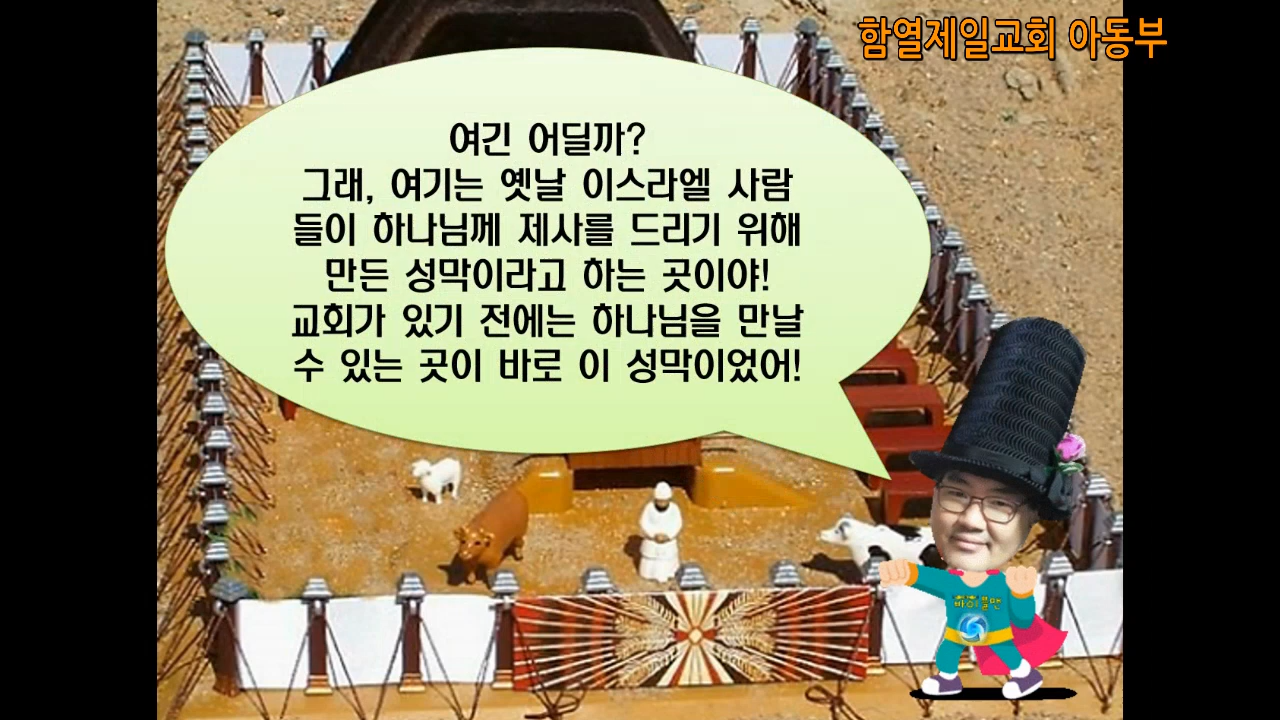 함열제일교회 아동부
여긴 어딜까?
그래, 여기는 옛날 이스라엘 사람
들이 하나님께 제사를 드리기 위해
만든 성막이라고 하는 곳이야!
교회가 있기 전에는 하나님을 만날
수 있는 곳이 바로 이 성막이었어!